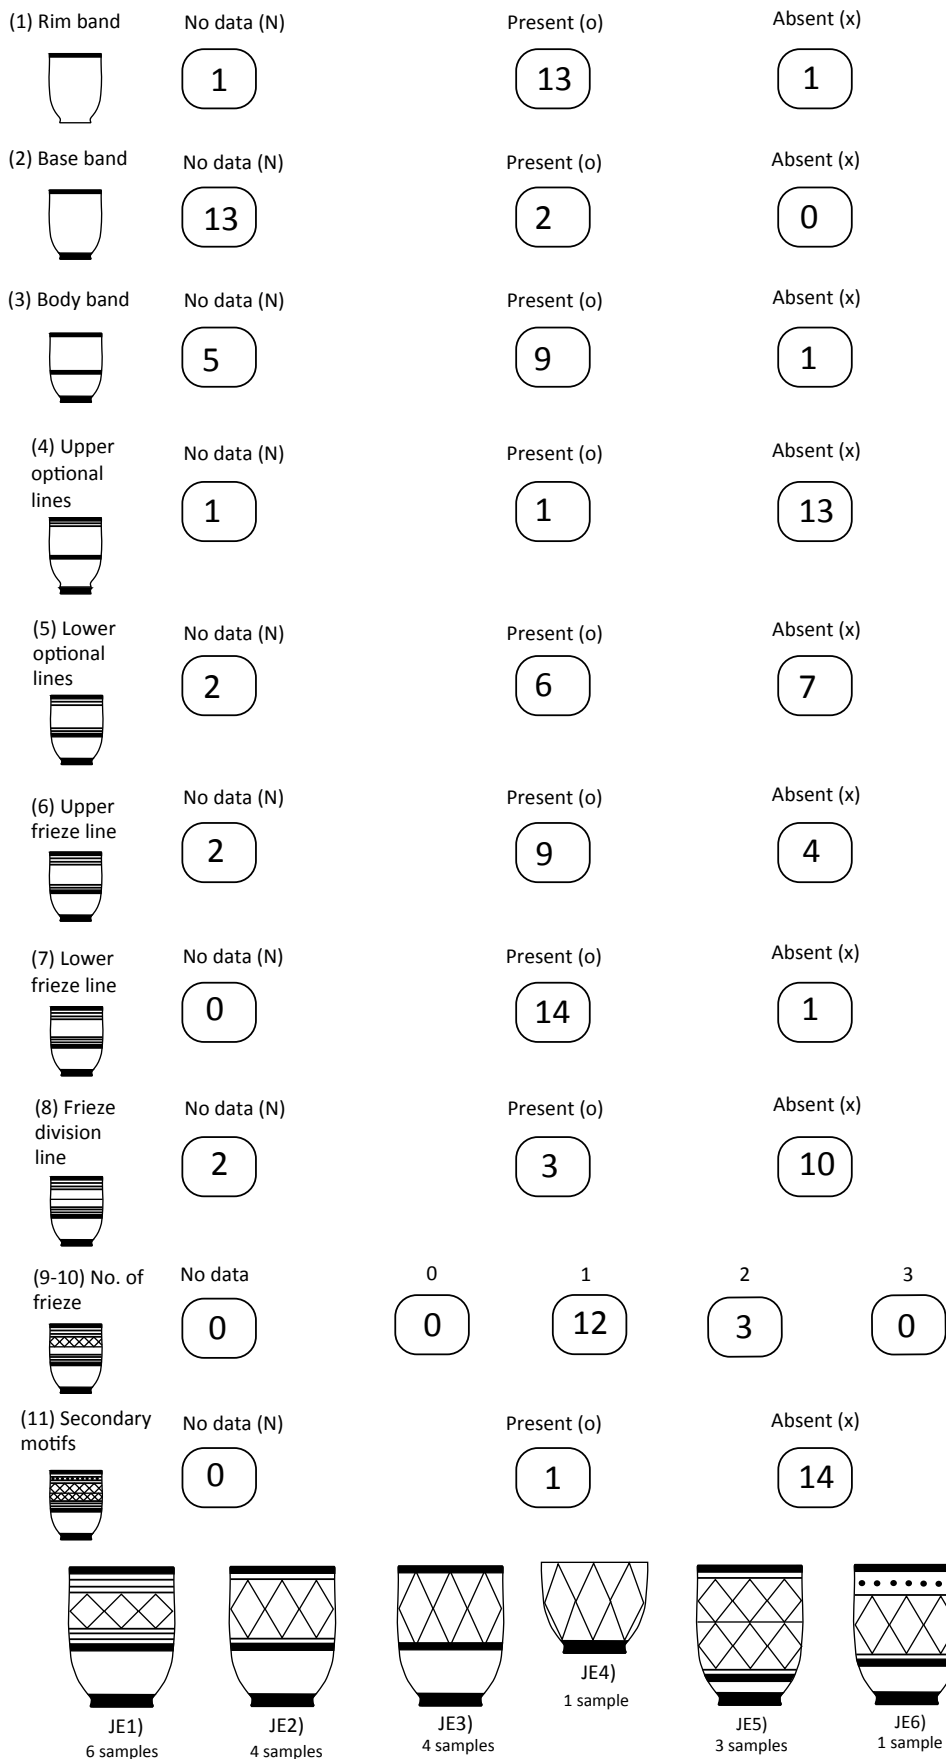 (1) Rim band No data (N) Present (o) Absent (x)
1 13 1
(2) Base band No data (N) Present (o) Absent (x)
13 2 0
(3) Body band No data (N) Present (o) Absent (x)
5 9 1
(4) Upper No data (N) Present (o) Absent (x)
optional
lines
1 1 13
(5) Lower No data (N) Present (o) Absent (x)
optional
lines
2 6 7
(6) Upper No data (N) Present (o) Absent (x)
frieze line
2 9 4
(7) Lower No data (N) Present (o) Absent (x)
frieze line
0 14 1
(8) Frieze No data (N) Present (o) Absent (x)
division
line
2 3 10
(9-10) No. of No data 0 1 2 3
frieze
0 0 12 3 0
(11) Secondary No data (N) Present (o) Absent (x)
motifs
0 1 14
JE1) JE2) JE3) JE4) JE5) JE6)
6 samples 4 samples 4 samples 1 sample 3 samples 1 sample